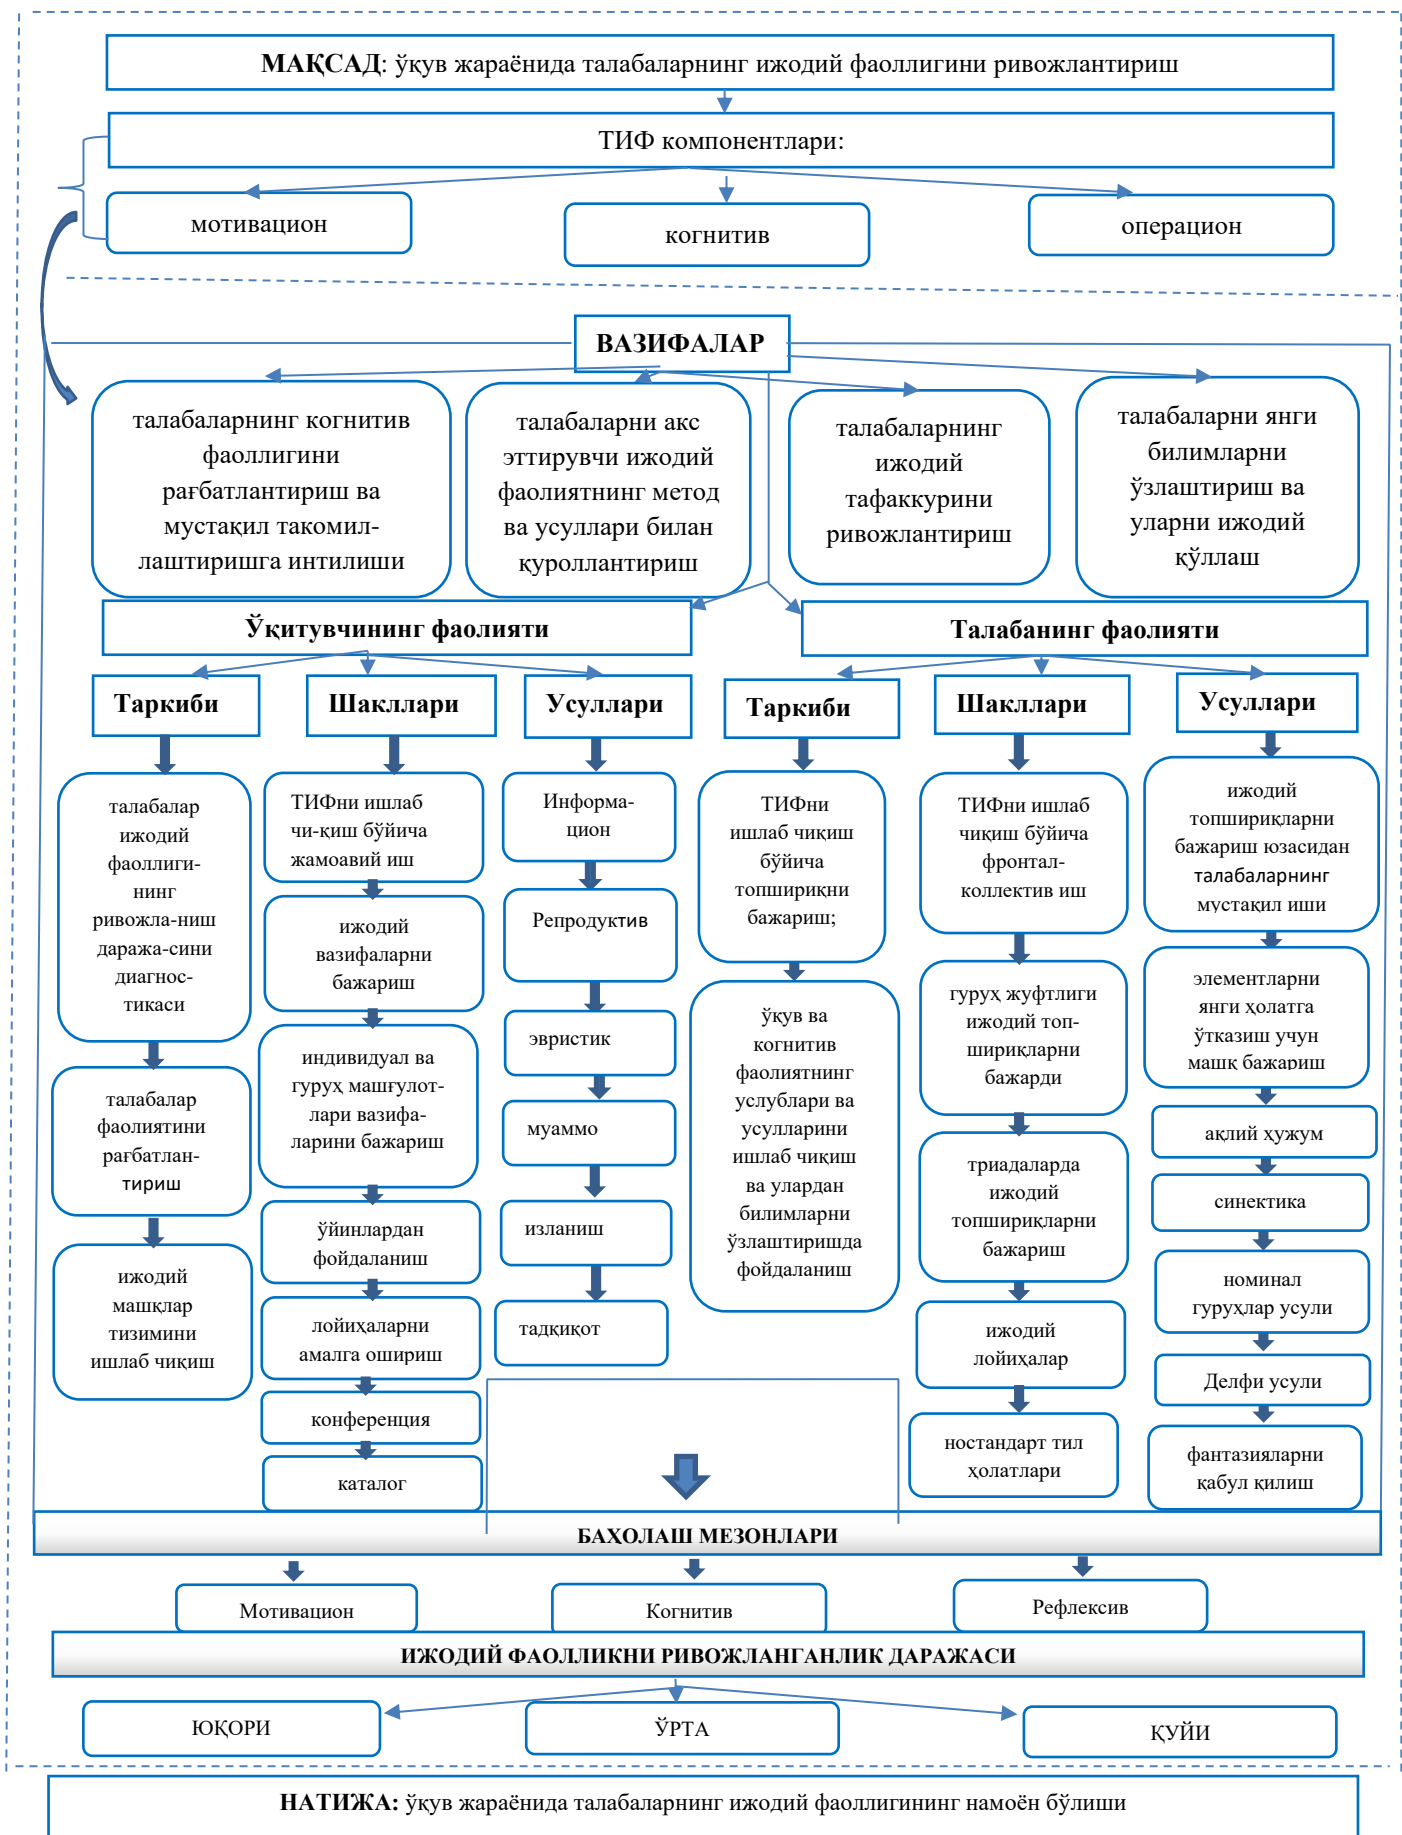 МАҚСАД: ўқув жараёнида талабаларнинг ижодий фаоллигини ривожлантириш
ТИФ компонентлари:
мотивацион
когнитив
операцион
ВАЗИФАЛАР
талабаларнинг когнитив
фаоллигини
рағбатлантириш ва
мустақил такомил-
лаштиришга интилиши
талабаларни акс
эттирувчи ижодий
фаолиятнинг метод
ва усуллари билан
қуроллантириш
талабаларнинг
ижодий
тафаккурини
ривожлантириш
талабаларни янги
билимларни
ўзлаштириш ва
уларни ижодий
қўллаш
Ўқитувчининг фаолияти
Талабанинг фаолияти
Таркиби
Шакллари
Усуллари
Таркиби
Шакллари
Усуллари
талабалар
ижодий
фаоллиги-
нинг
ривожла-ниш
даража-сини
диагнос-
тикаси
талабалар
фаолиятини
рағбатлан-
тириш
ижодий
машқлар
тизимини
ишлаб чиқиш
ТИФни ишлаб
чи-қиш бўйича
жамоавий иш
ижодий
вазифаларни
бажариш
индивидуал ва
гуруҳ машғулот-
лари вазифа-
ларини бажариш
ўйинлардан
фойдаланиш
лойиҳаларни
амалга ошириш
конференция
каталог
Информа-
цион
Репродуктив
эвристик
муаммо
изланиш
тадқиқот
ТИФни
ишлаб чиқиш
бўйича
топшириқни
бажариш;
ўқув ва
когнитив
фаолиятнинг
услублари ва
усулларини
ишлаб чиқиш
ва улардан
билимларни
ўзлаштиришда
фойдаланиш
ТИФни ишлаб
чиқиш бўйича
фронтал-
коллектив иш
гуруҳ жуфтлиги
ижодий топ-
шириқларни
бажарди
триадаларда
ижодий
топшириқларни
бажариш
ижодий
лойиҳалар
ностандарт тил
ҳолатлари
ижодий
топшириқларни
бажариш юзасидан
талабаларнинг
мустақил иши
элементларни
янги ҳолатга
ўтказиш учун
машқ бажариш
ақлий ҳужум
синектика
номинал
гуруҳлар усули
Делфи усули
фантазияларни
қабул қилиш
БАҲОЛАШ МЕЗОНЛАРИ
Мотивацион
Когнитив
Рефлексив
ИЖОДИЙ ФАОЛЛИКНИ РИВОЖЛАНГАНЛИК ДАРАЖАСИ
ЮҚОРИ
ЎРТА
ҚУЙИ
НАТИЖА: ўқув жараёнида талабаларнинг ижодий фаоллигининг намоён бўлиши